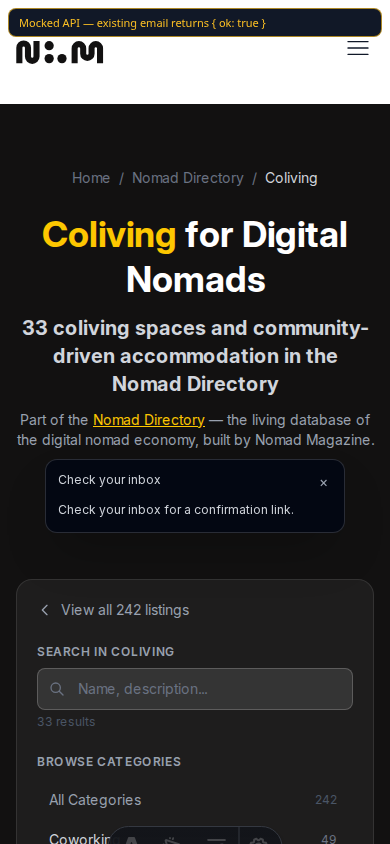 Mocked API — existing email returns { ok: true }
N:.M
Home / Nomad Directory / Coliving
Coliving for Digital
Nomads
33 coliving spaces and community-
driven accommodation in the
Nomad Directory
Part of the Nomad Directory — the living database of
the digital nomad economy, built by Nomad Magazine.
Check your inbox ×
Check your inbox for a confirmation link.
View all 242 listings
SEARCH IN COLIVING
Name, description...
33 results
BROWSE CATEGORIES
All Categories 242
49